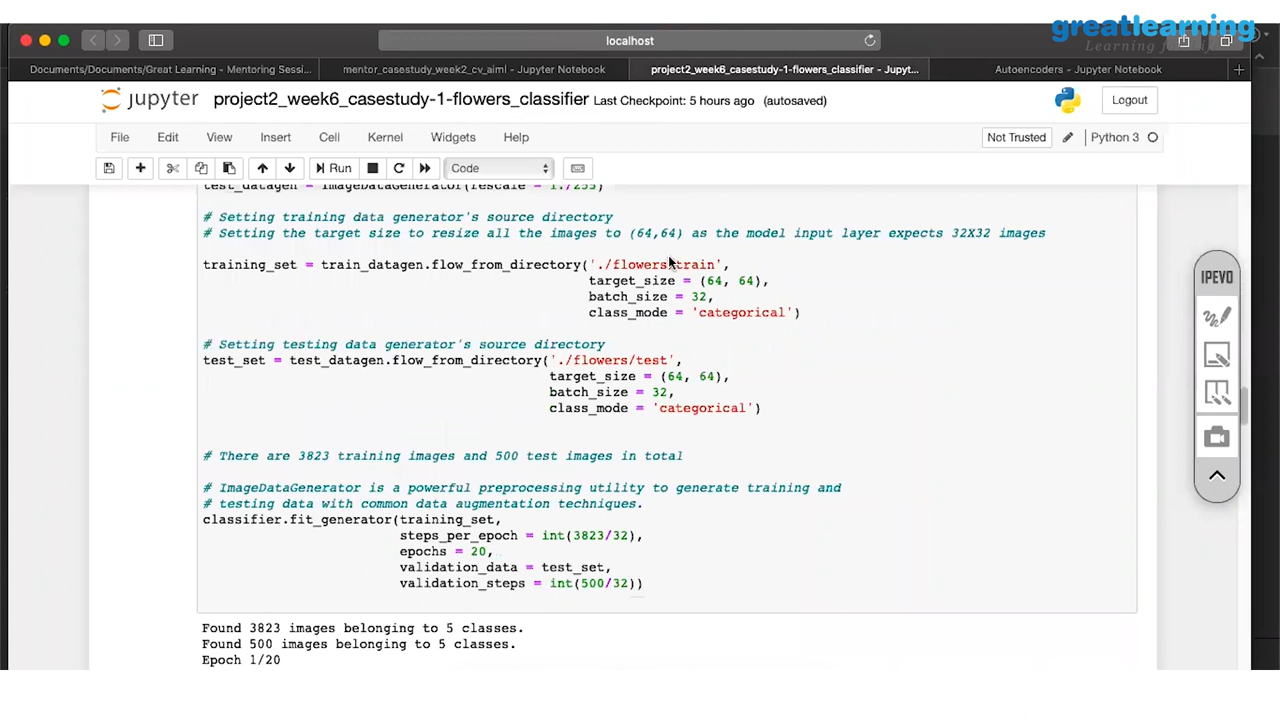 greatlearning
Learning for
localhost
Documents/Documents/Great Learning - Mentoring Sessi...
mentor_casestudy_week2_cv_aiml - Jupyter Notebook
project2_week6_casestudy-1-flowers_classifier - Jupyt...
Autoencoders - Jupyter Notebook
jupyter project2_week6_casestudy-1-flowers_classifier Last Checkpoint: 5 hours ago (autosaved)
Logout
File Edit View Insert Cell Kernel Widgets Help
Not Trusted
Python 3
Run
Code
test_datagen = ImageDataGenerator(rescale = 1./255)
# Setting training data generator's source directory
# Setting the target size to resize all the images to (64,64) as the model input layer expects 32X32 images
training_set = train_datagen.flow_from_directory('./flowers/train',
target_size = (64, 64),
batch_size = 32,
class_mode = 'categorical')
# Setting testing data generator's source directory
test_set = test_datagen.flow_from_directory('./flowers/test',
target_size = (64, 64),
batch_size = 32,
class_mode = 'categorical')
# There are 3823 training images and 500 test images in total
# ImageDataGenerator is a powerful preprocessing utility to generate training and
# testing data with common data augmentation techniques.
classifier.fit_generator(training_set,
steps_per_epoch = int(3823/32),
epochs = 20,
validation_data = test_set,
validation_steps = int(500/32))
Found 3823 images belonging to 5 classes.
Found 500 images belonging to 5 classes.
Epoch 1/20
IPEVO